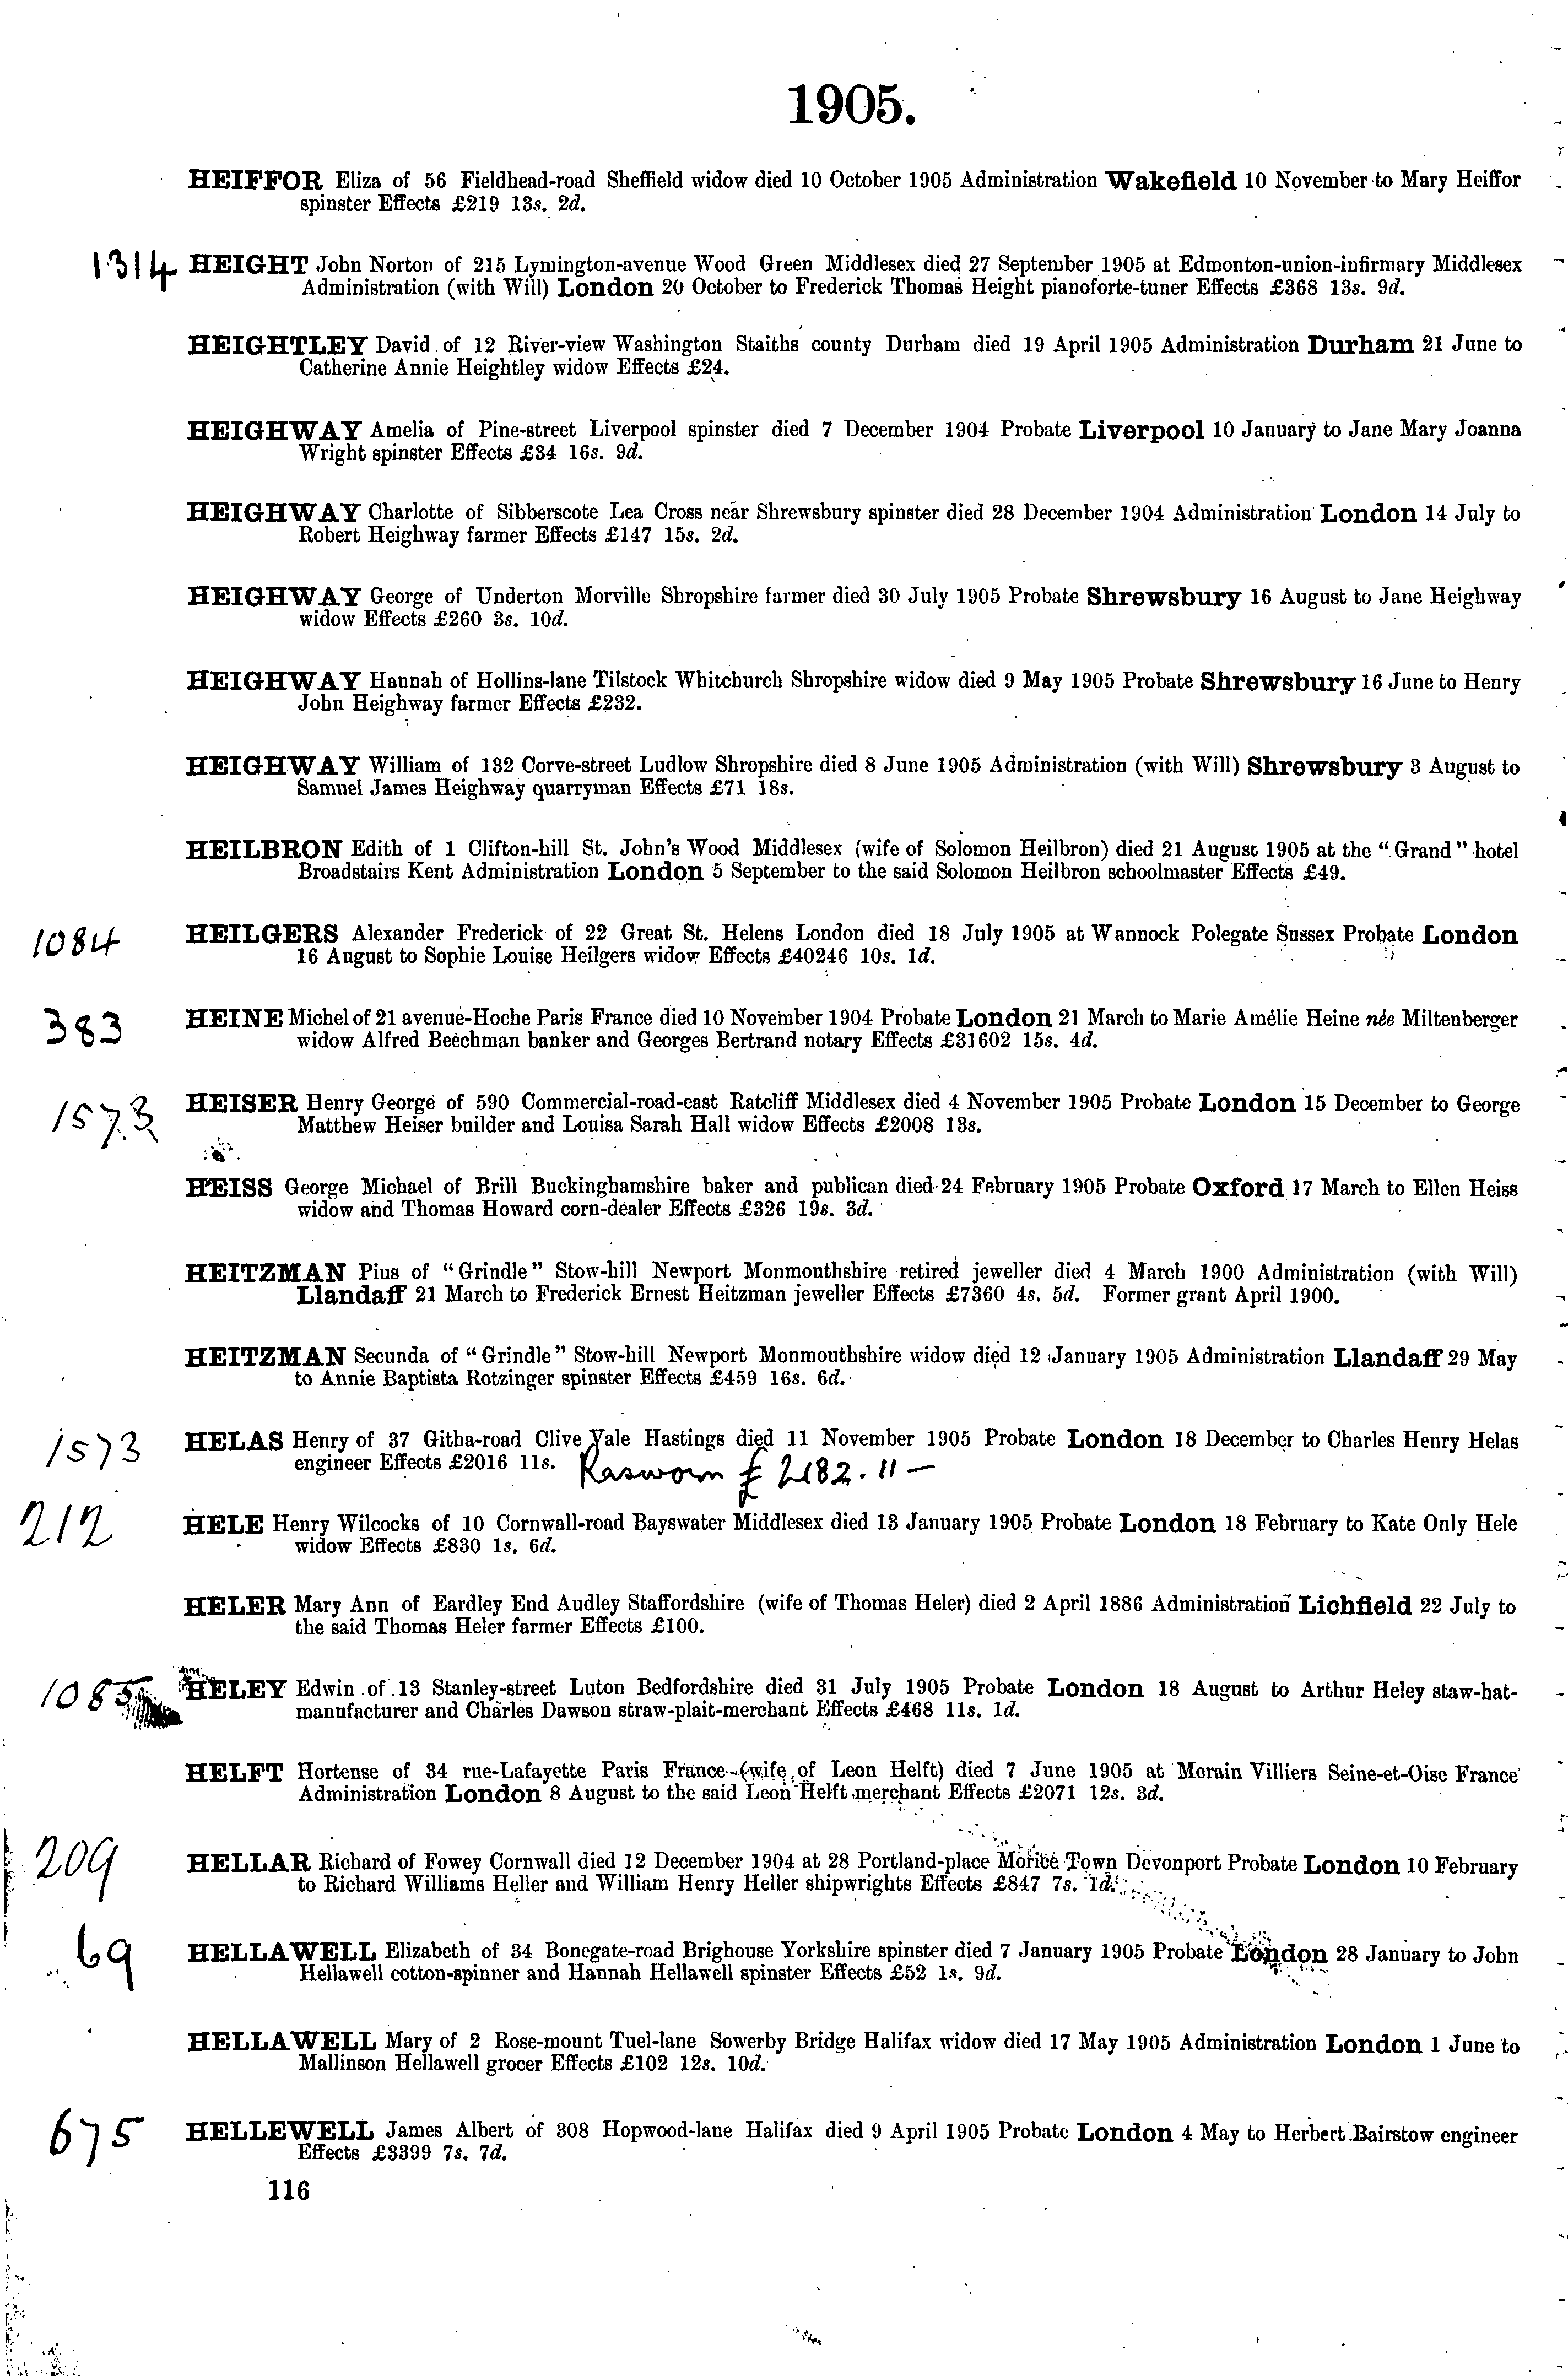 1905.
HEIFFOR Eliza of 56 Fieldhead-road Sheffield widow died 10 October 1905 Administration Wakefield 10 November to Mary Heiffor
spinster Effects £219 13s. 2d.
1314 HEIGHT John Norton of 215 Lymington-avenue Wood Green Middlesex died 27 September 1905 at Edmonton-union-infirmary Middlesex
Administration (with Will) London 20 October to Frederick Thomas Height pianoforte-tuner Effects £368 13s. 9d.
HEIGHTLEY David of 12 River-view Washington Staiths county Durham died 19 April 1905 Administration Durham 21 June to
Catherine Annie Heightley widow Effects £24.
HEIGHWAY Amelia of Pine-street Liverpool spinster died 7 December 1904 Probate Liverpool 10 January to Jane Mary Joanna
Wright spinster Effects £34 16s. 9d.
HEIGHWAY Charlotte of Sibberscote Lea Cross near Shrewsbury spinster died 28 December 1904 Administration London 14 July to
Robert Heighway farmer Effects £147 15s. 2d.
HEIGHWAY George of Underton Morville Shropshire farmer died 30 July 1905 Probate Shrewsbury 16 August to Jane Heighway
widow Effects £260 3s. 10d.
HEIGHWAY Hannah of Hollins-lane Tilstock Whitchurch Shropshire widow died 9 May 1905 Probate Shrewsbury 16 June to Henry
John Heighway farmer Effects £232.
HEIGHWAY William of 132 Corve-street Ludlow Shropshire died 8 June 1905 Administration (with Will) Shrewsbury 3 August to
Samuel James Heighway quarryman Effects £71 18s.
HEILBRON Edith of 1 Clifton-hill St. John's Wood Middlesex (wife of Solomon Heilbron) died 21 August 1905 at the "Grand" hotel
Broadstairs Kent Administration London 5 September to the said Solomon Heilbron schoolmaster Effects £49.
1084 HEILGERS Alexander Frederick of 22 Great St. Helens London died 18 July 1905 at Wannock Polegate Sussex Probate London
16 August to Sophie Louise Heilgers widow Effects £40246 10s. 1d.
383 HEINE Michel of 21 avenue-Hoche Paris France died 10 November 1904 Probate London 21 March to Marie Amélie Heine née Miltenberger
widow Alfred Beechman banker and Georges Bertrand notary Effects £31602 15s. 4d.
1573 HEISER Henry George of 590 Commercial-road-east Ratcliff Middlesex died 4 November 1905 Probate London 15 December to George
Matthew Heiser builder and Louisa Sarah Hall widow Effects £2008 13s.
HEISS George Michael of Brill Buckinghamshire baker and publican died 24 February 1905 Probate Oxford 17 March to Ellen Heiss
widow and Thomas Howard corn-dealer Effects £326 19s. 3d.
HEITZMAN Pius of "Grindle" Stow-hill Newport Monmouthshire retired jeweller died 4 March 1900 Administration (with Will)
Llandaff 21 March to Frederick Ernest Heitzman jeweller Effects £7360 4s. 5d. Former grant April 1900.
HEITZMAN Secunda of "Grindle" Stow-hill Newport Monmouthshire widow died 12 January 1905 Administration Llandaff 29 May
to Annie Baptista Rotzinger spinster Effects £459 16s. 6d.
1573 HELAS Henry of 37 Githa-road Clive Vale Hastings died 11 November 1905 Probate London 18 December to Charles Henry Helas
engineer Effects £2016 11s. Resworn £2182.11-
212 HELE Henry Wilcocks of 10 Cornwall-road Bayswater Middlesex died 13 January 1905 Probate London 18 February to Kate Only Hele
widow Effects £830 1s. 6d.
HELER Mary Ann of Eardley End Audley Staffordshire (wife of Thomas Heler) died 2 April 1886 Administration Lichfield 22 July to
the said Thomas Heler farmer Effects £100.
1085 HELEY Edwin of 13 Stanley-street Luton Bedfordshire died 31 July 1905 Probate London 18 August to Arthur Heley staw-hat-
manufacturer and Charles Dawson straw-plait-merchant Effects £468 11s. 1d.
HELFT Hortense of 34 rue-Lafayette Paris France (wife of Leon Helft) died 7 June 1905 at Morain Villiers Seine-et-Oise France
Administration London 8 August to the said Leon Helft merchant Effects £2071 12s. 3d.
209 HELLAR Richard of Fowey Cornwall died 12 December 1904 at 28 Portland-place Morice Town Devonport Probate London 10 February
to Richard Williams Heller and William Henry Heller shipwrights Effects £847 7s. 1d.
69 HELLAWELL Elizabeth of 34 Bonegate-road Brighouse Yorkshire spinster died 7 January 1905 Probate London 28 January to John
Hellawell cotton-spinner and Hannah Hellawell spinster Effects £52 1s. 9d.
HELLAWELL Mary of 2 Rose-mount Tuel-lane Sowerby Bridge Halifax widow died 17 May 1905 Administration London 1 June to
Mallinson Hellawell grocer Effects £102 12s. 10d.
675 HELLEWELL James Albert of 308 Hopwood-lane Halifax died 9 April 1905 Probate London 4 May to Herbert Bairstow engineer
Effects £3399 7s. 7d.
116